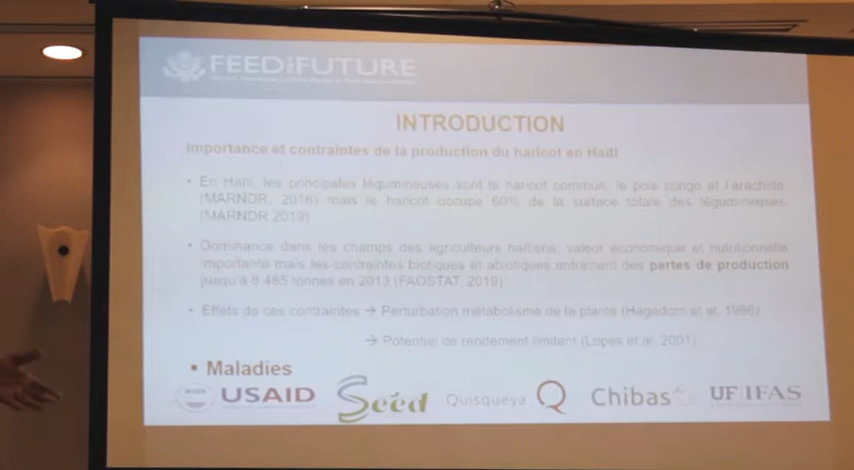 FEED THE FUTURE
INTRODUCTION
Importance et contraintes de la production du haricot en Haïti
• En Haïti, les principales légumineuses sont le haricot commun, le pois congo et l'arachide
(MARNDR, 2016) mais le haricot occupe 60% de la surface totale des légumineuses
(MARNDR 2019)
• Dominance dans les champs des agriculteurs haïtiens, valeur économique et nutritionnelle
importante mais les contraintes biotiques et abiotiques entrainent des pertes de production
jusqu'à 8 485 tonnes en 2013 (FAOSTAT, 2019)
• Effets de ces contraintes → Perturbation métabolisme de la plante (Hagedorn et al. 1986)
→ Potentiel de rendement limitant (Lopes et al. 2001)
▪ Maladies
USAID Seed Quisqueya Q Chibas UF|IFAS